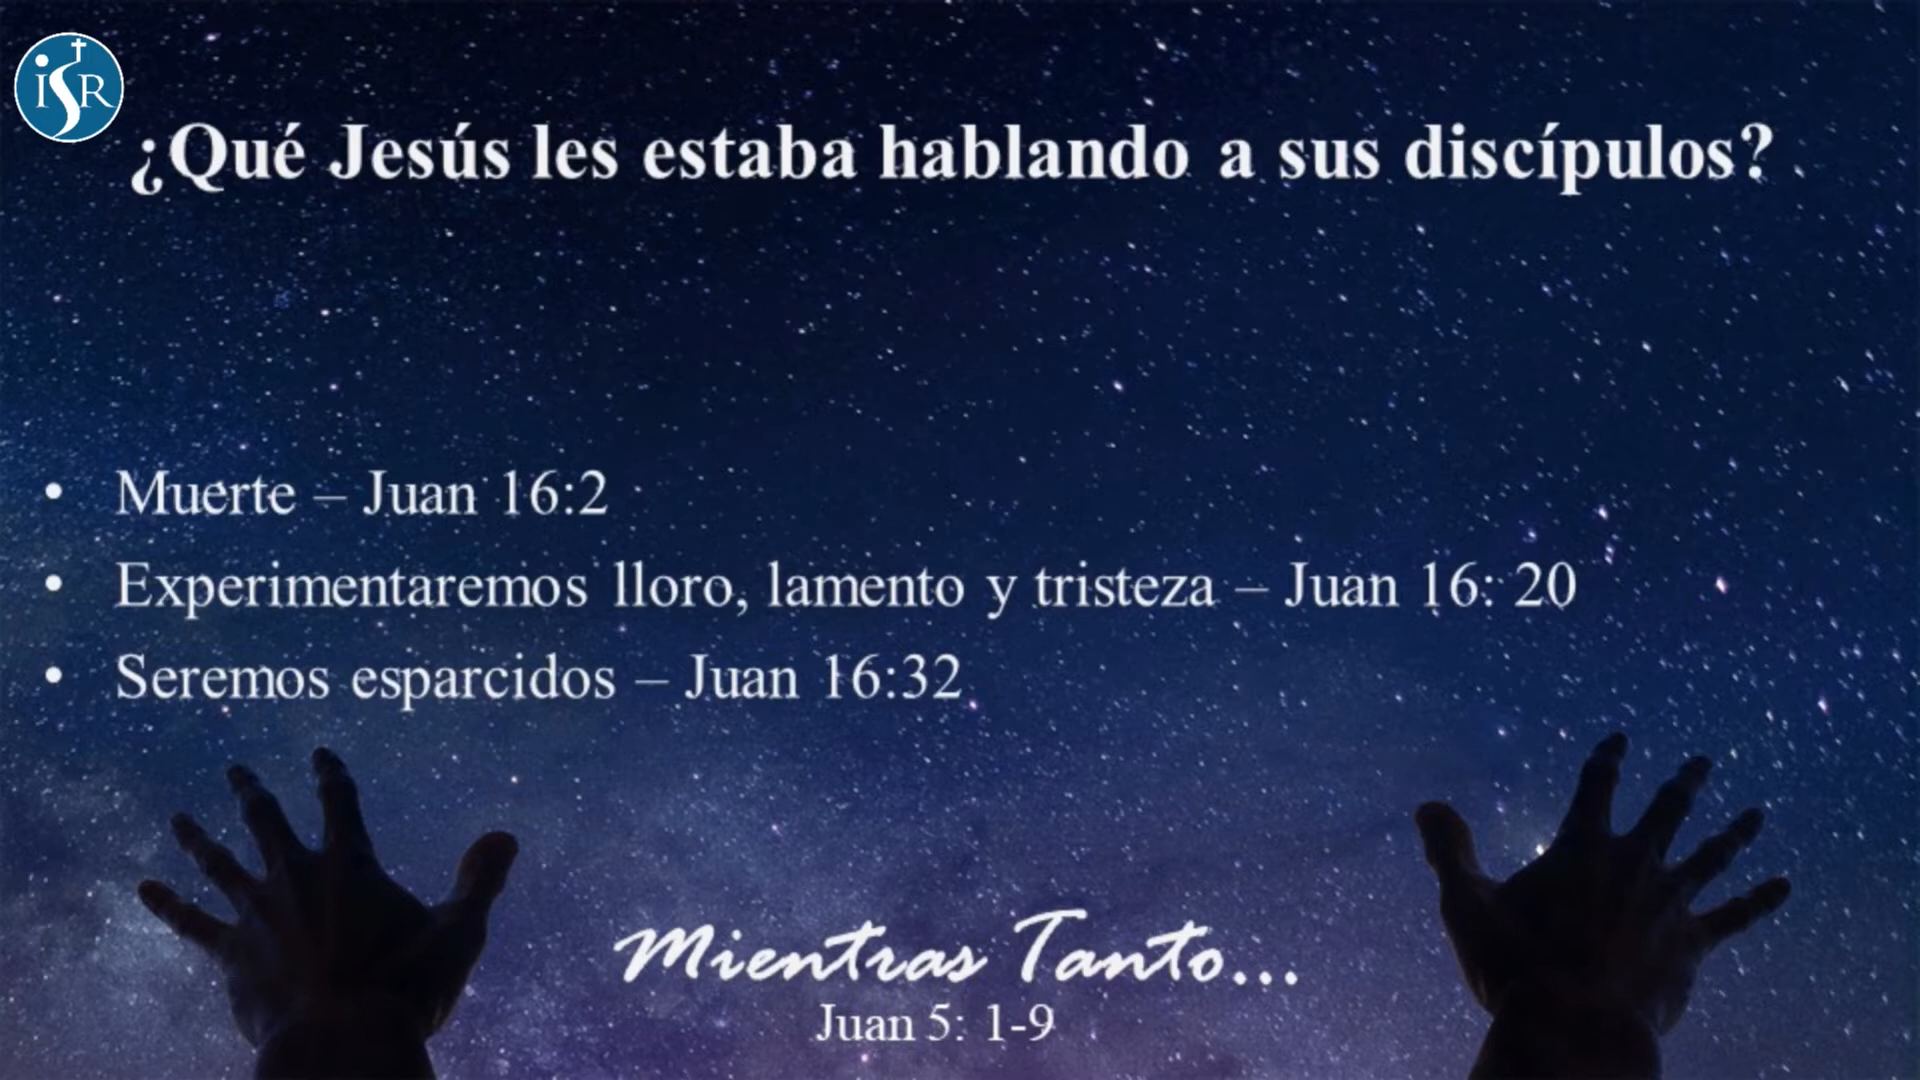 iSR
¿Qué Jesús les estaba hablando a sus discípulos?
• Muerte – Juan 16:2
• Experimentaremos lloro, lamento y tristeza – Juan 16: 20
• Seremos esparcidos – Juan 16:32
Mientras Tanto...
Juan 5: 1-9